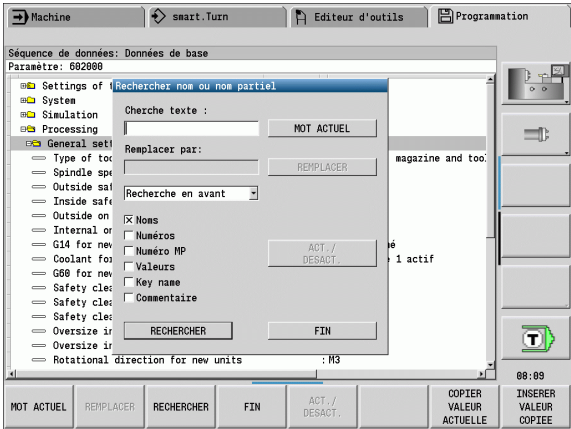 Machine
smart.Turn
Editeur d'outils
Programmation
Séquence de données: Données de base
Paramètre: 602000
Settings of
System
Simulation
Processing
General set
Type of too
magazine and tool
Spindle spe
Outside saf
Inside safe
Outside on
Internal on
G14 for new
Coolant for
1 actif
G60 for new
Safety clea
Safety clea
Safety clea
Oversize in
Oversize in
Rotational direction for new units
: M3
Rechercher nom ou nom partiel
Cherche texte :
MOT ACTUEL
Remplacer par:
REMPLACER
Recherche en avant
Noms
Numéros
Numéro MP
Valeurs
Key name
Commentaire
ACT./
DESACT.
RECHERCHER
FIN
T
08:09
MOT ACTUEL
REMPLACER
RECHERCHER
FIN
ACT./
DESACT.
COPIER
VALEUR
ACTUELLE
INSERER
VALEUR
COPIEE